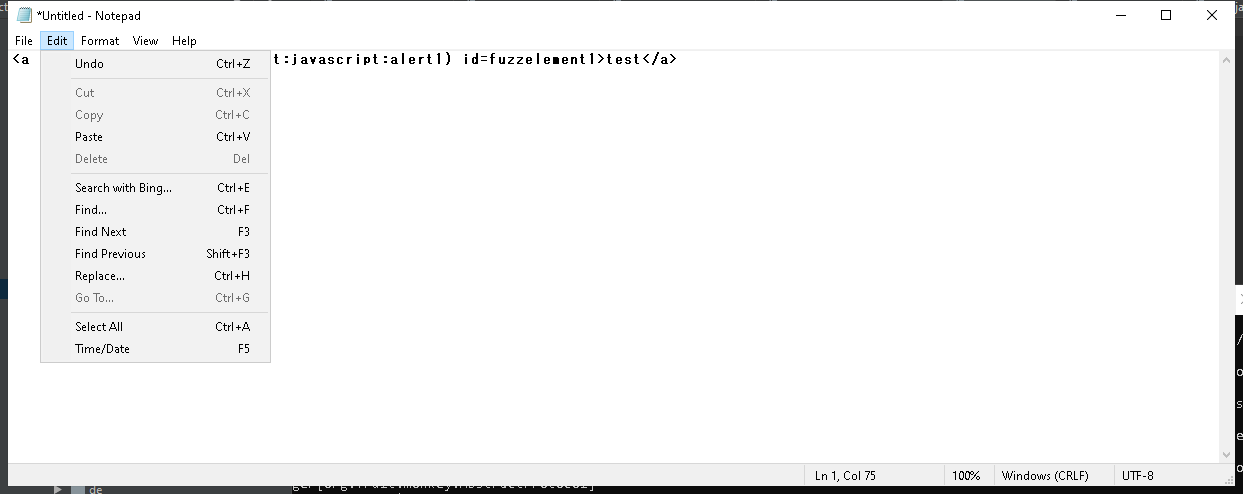 *Untitled - Notepad
File Edit Format View Help
<a t:javascript:alert1) id=fuzzelement1>test</a>
Undo Ctrl+Z
Cut Ctrl+X
Copy Ctrl+C
Paste Ctrl+V
Delete Del
Search with Bing... Ctrl+E
Find... Ctrl+F
Find Next F3
Find Previous Shift+F3
Replace... Ctrl+H
Go To... Ctrl+G
Select All Ctrl+A
Time/Date F5
Ln 1, Col 75 100% Windows (CRLF) UTF-8
de